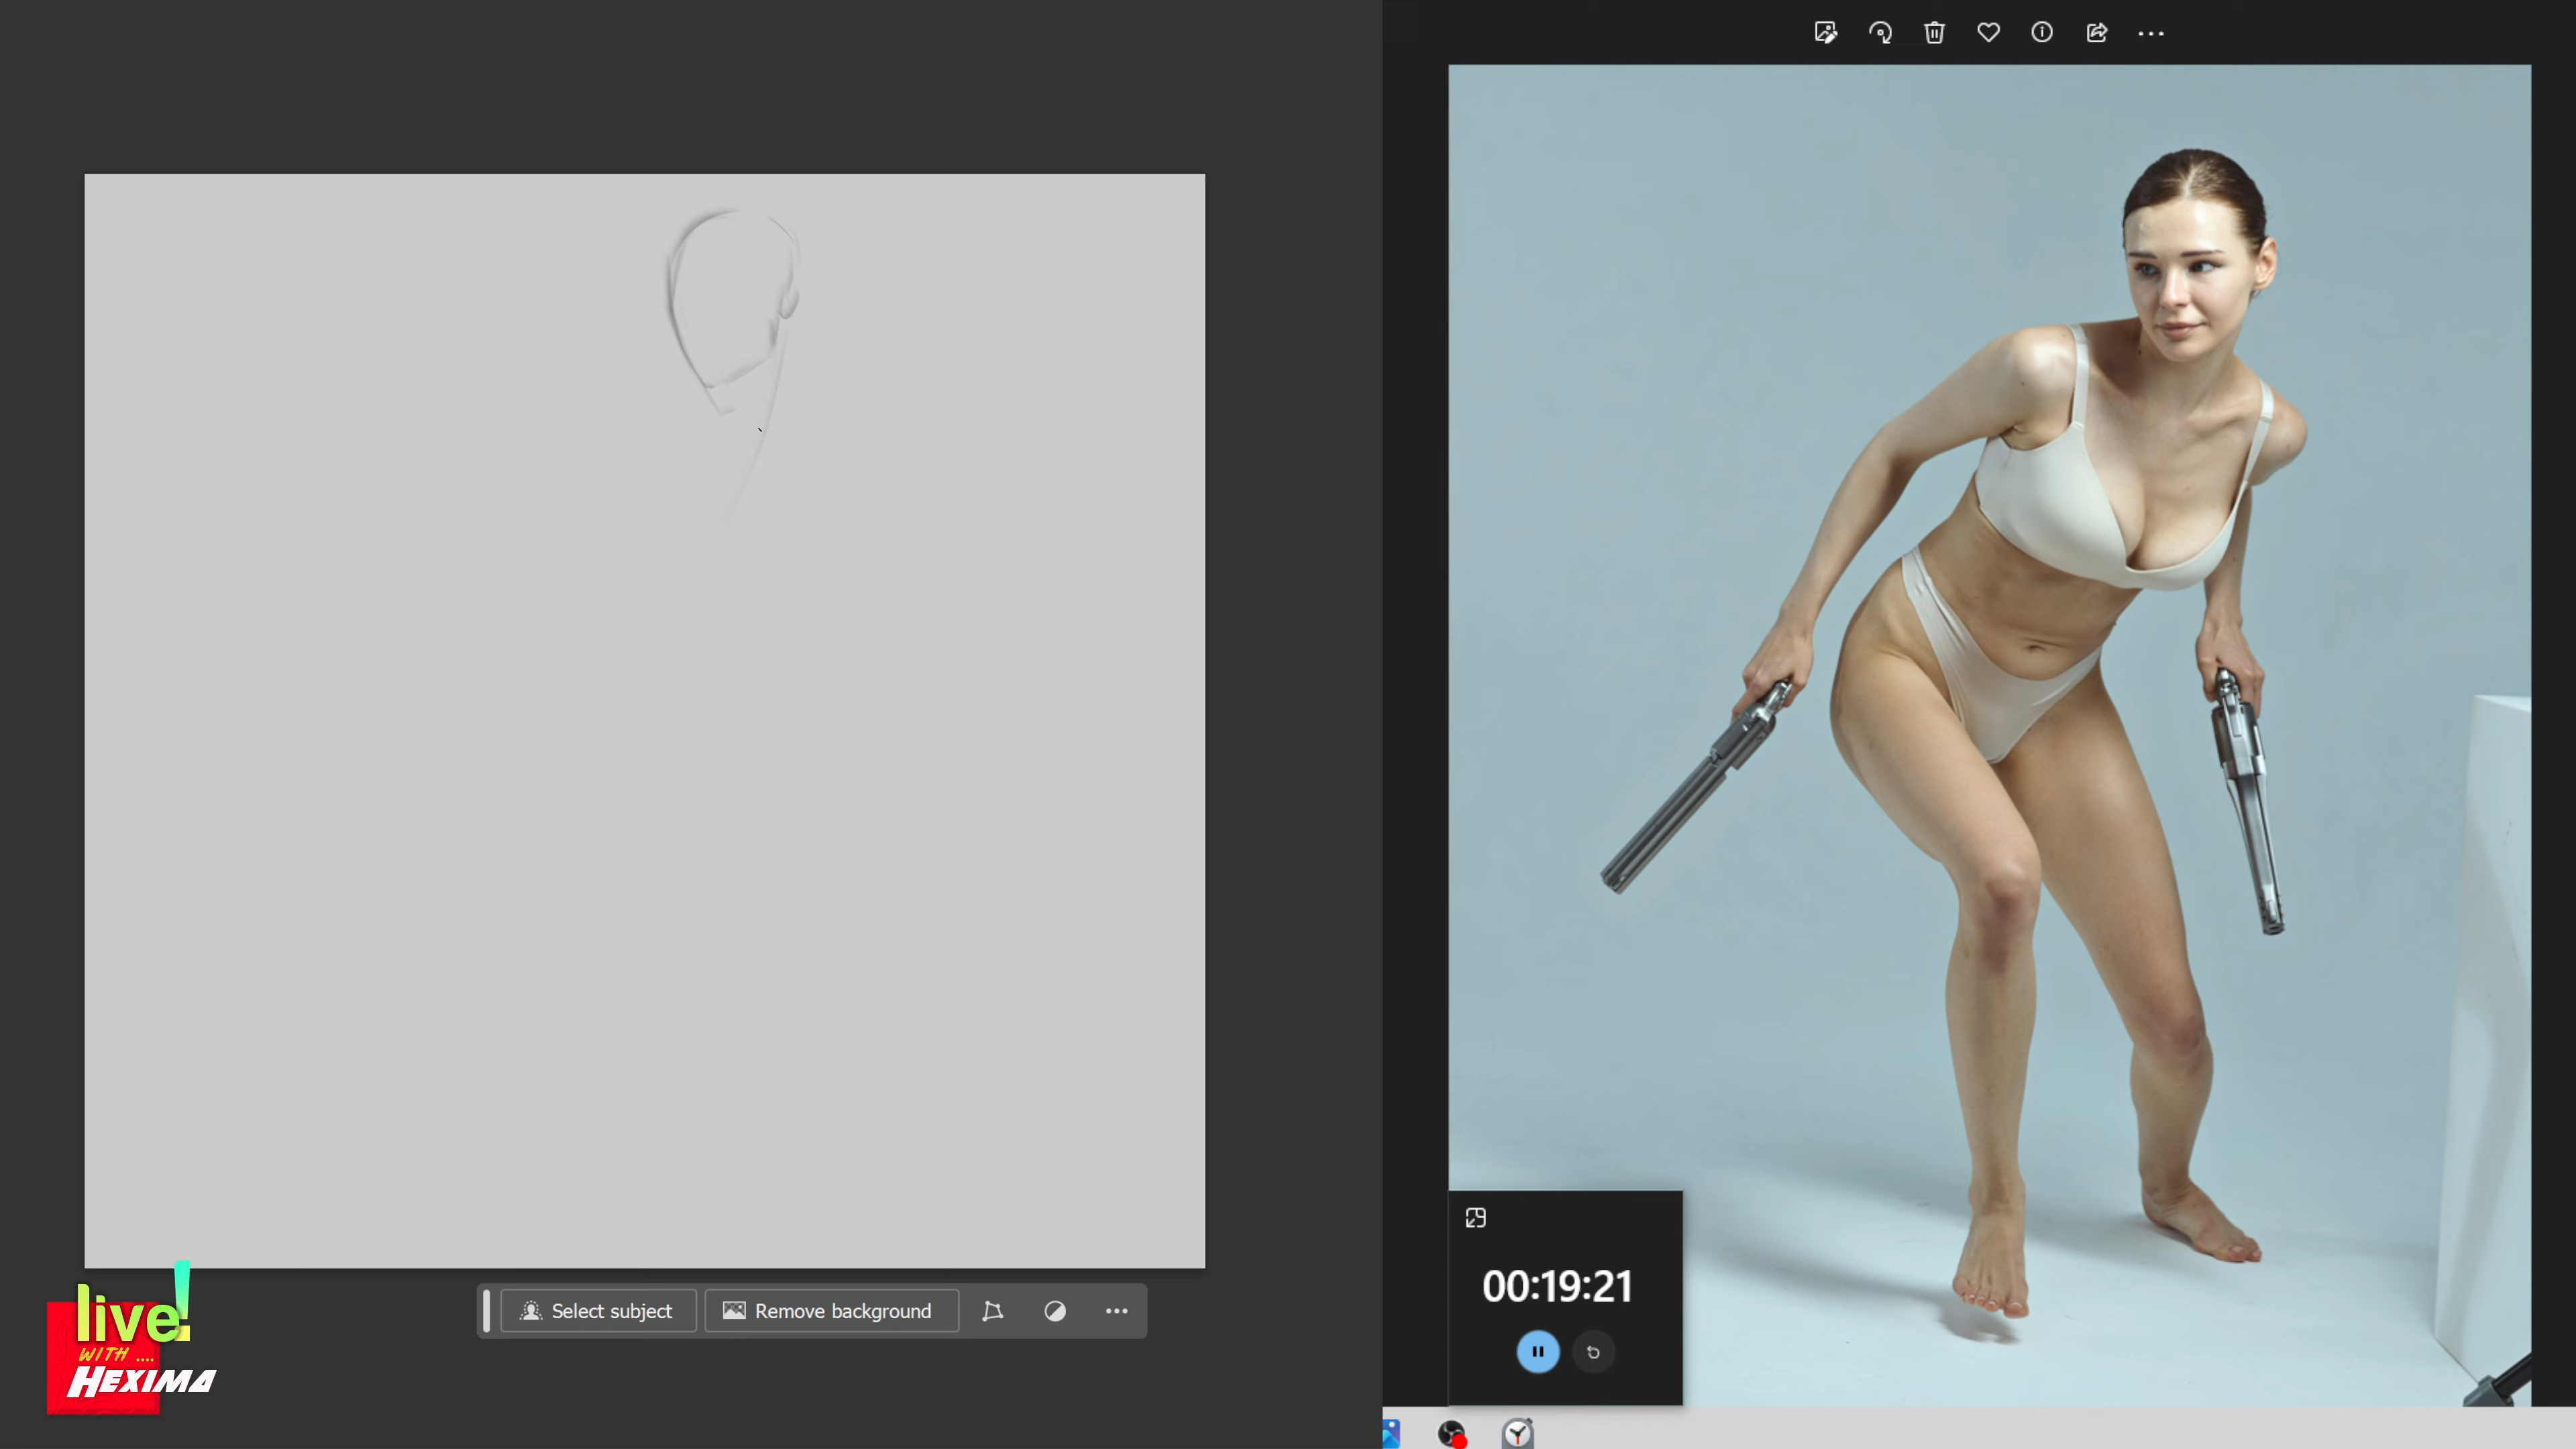 Select subject
Remove background
00:19:21
live!
WITH ....
HEXIMA